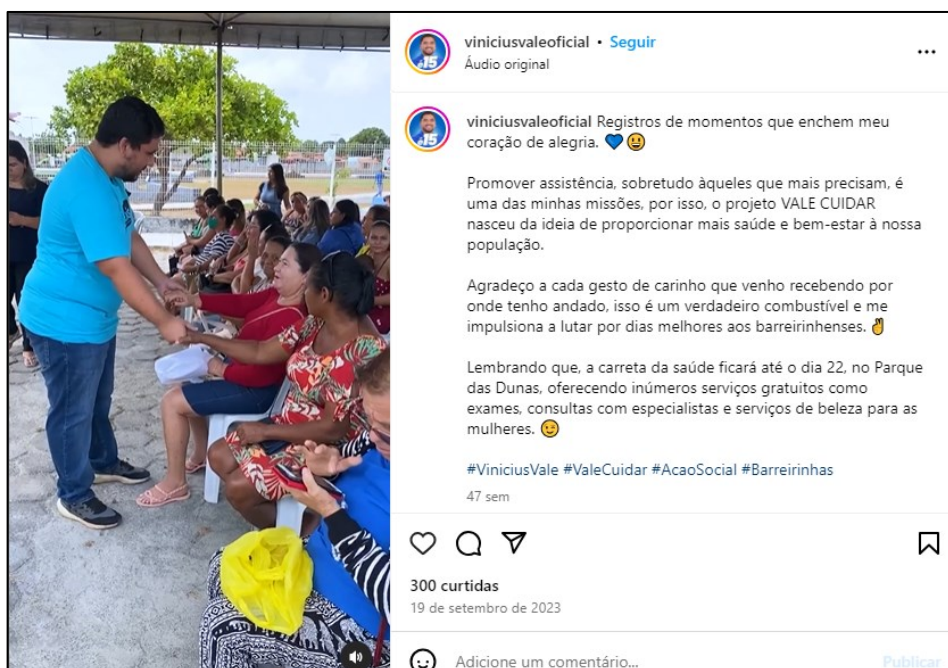 viniciusvaleoficial • Seguir
Áudio original
...
viniciusvaleoficial Registros de momentos que enchem meu
coração de alegria. 💙😀
Promover assistência, sobretudo àqueles que mais precisam, é
uma das minhas missões, por isso, o projeto VALE CUIDAR
nasceu da ideia de proporcionar mais saúde e bem-estar à nossa
população.
Agradeço a cada gesto de carinho que venho recebendo por
onde tenho andado, isso é um verdadeiro combustível e me
impulsiona a lutar por dias melhores aos barreirinhenses. ✌️
Lembrando que, a carreta da saúde ficará até o dia 22, no Parque
das Dunas, oferecendo inúmeros serviços gratuitos como
exames, consultas com especialistas e serviços de beleza para as
mulheres. 😉
#ViniciusVale #ValeCuidar #AcaoSocial #Barreirinhas
47 sem
300 curtidas
19 de setembro de 2023
Adicione um comentário...
Publicar